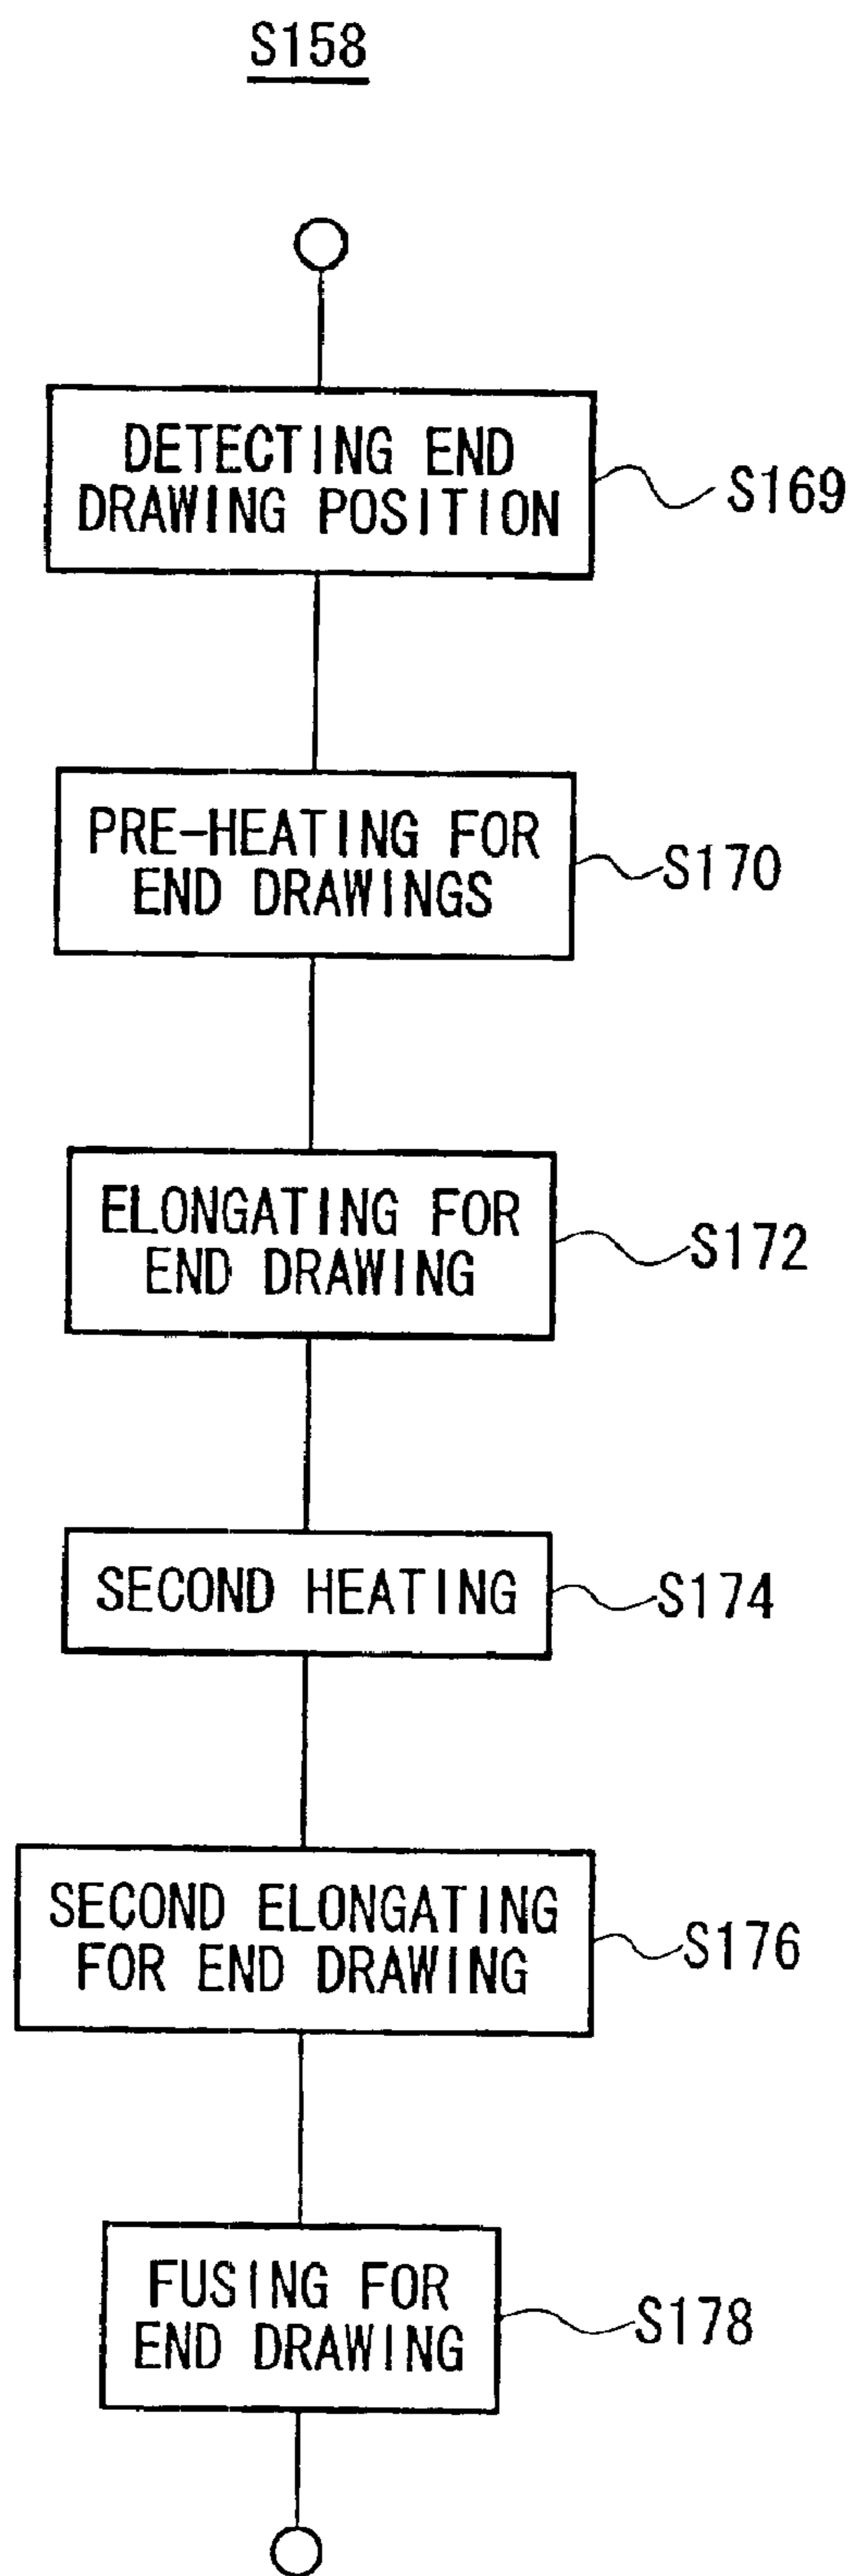 S158
DETECTING END
DRAWING POSITION
S169
PRE-HEATING FOR
END DRAWINGS
S170
ELONGATING FOR
END DRAWING
S172
SECOND HEATING
S174
SECOND ELONGATING
FOR END DRAWING
S176
FUSING FOR
END DRAWING
S178